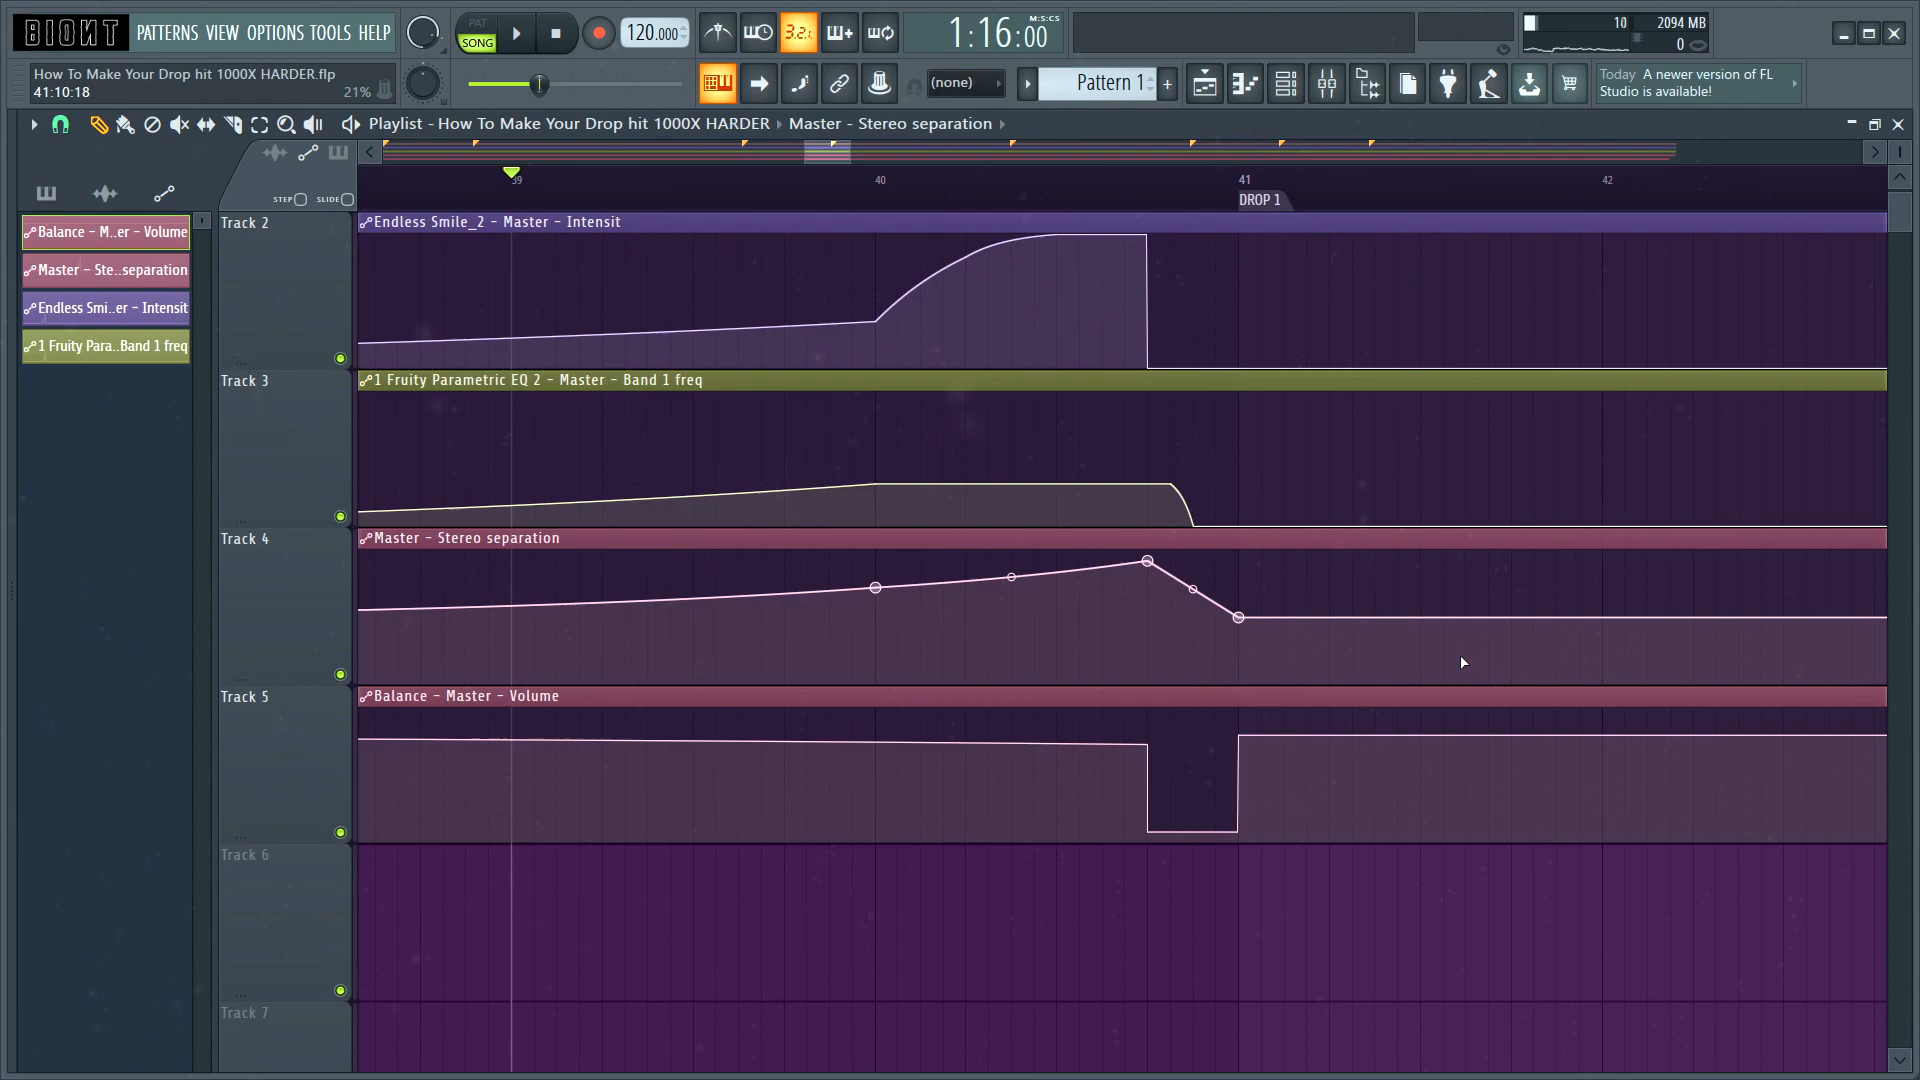 BIONT PATTERNS VIEW OPTIONS TOOLS HELP
PAT
SONG
120.000
3.2.
1:16:00
M:S:CS
10
2094 MB
0
How To Make Your Drop hit 1000X HARDER.flp
41:10:18
21%
(none)
Pattern 1
+
Today A newer version of FL
Studio is available!
Playlist - How To Make Your Drop hit 1000X HARDER
Master - Stereo separation
STEP
SLIDE
39
40
41
42
DROP 1
Balance - M..er - Volume
Master - Ste..separation
Endless Smi..er - Intensit
1 Fruity Para..Band 1 freq
Track 2
Endless Smile_2 - Master - Intensit
Track 3
1 Fruity Parametric EQ 2 - Master - Band 1 freq
Track 4
Master - Stereo separation
Track 5
Balance - Master - Volume
Track 6
Track 7